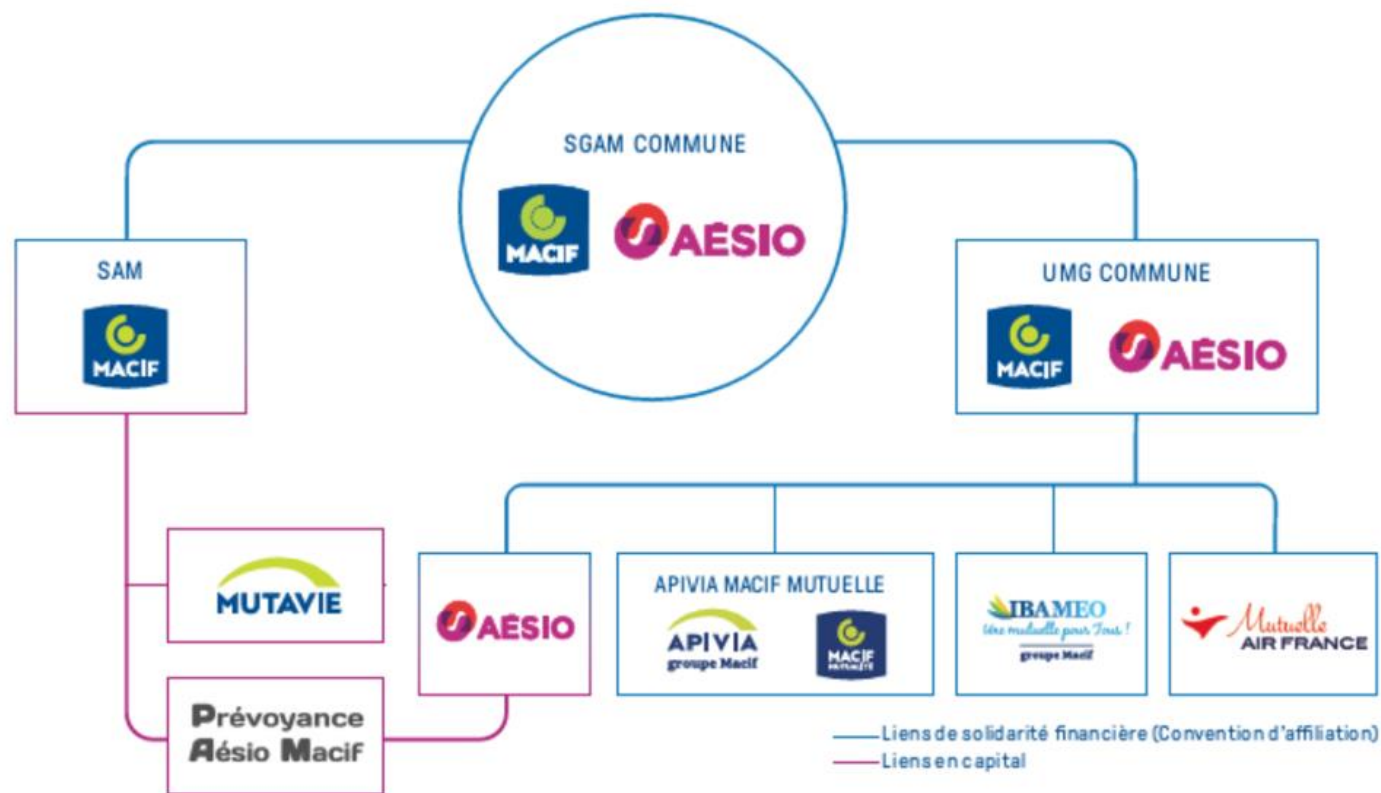 SGAM COMMUNE
MACIF
AÉSIO
SAM
MACIF
UMG COMMUNE
MACIF
AÉSIO
MUTAVIE
Prévoyance
Aésio Macif
AÉSIO
APIVIA MACIF MUTUELLE
APIVIA
groupe Macif
MACIF
MUTUALITÉ
IBAMEO
Une mutuelle pour Tous !
groupe Macif
Mutuelle
AIR FRANCE
Liens de solidarité financière (Convention d'affiliation)
Liens en capital